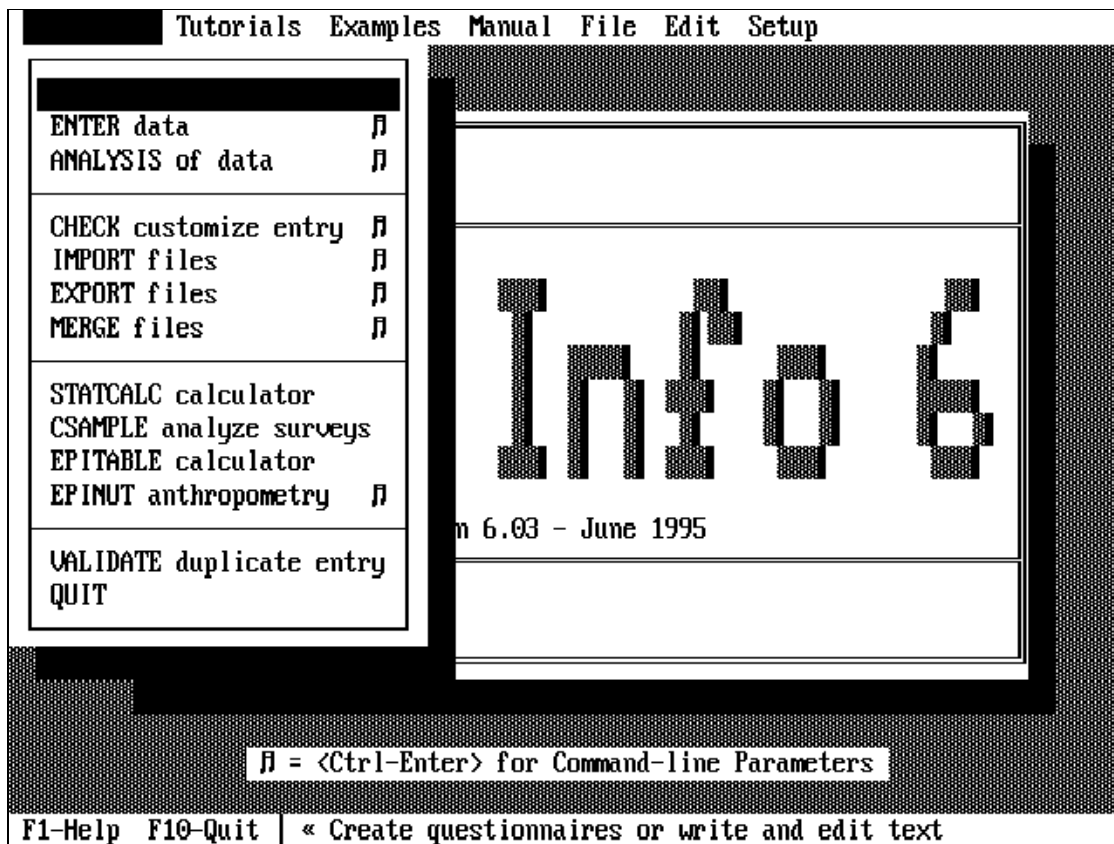 Tutorials Examples Manual File Edit Setup
ENTER data ♬
ANALYSIS of data ♬
CHECK customize entry ♬
IMPORT files ♬
EXPORT files ♬
MERGE files ♬
STATCALC calculator
CSAMPLE analyze surveys
EPITABLE calculator
EPINUT anthropometry ♬
VALIDATE duplicate entry
QUIT
Info 6
n 6.03 - June 1995
♬ = <Ctrl-Enter> for Command-line Parameters
F1-Help F10-Quit | « Create questionnaires or write and edit text